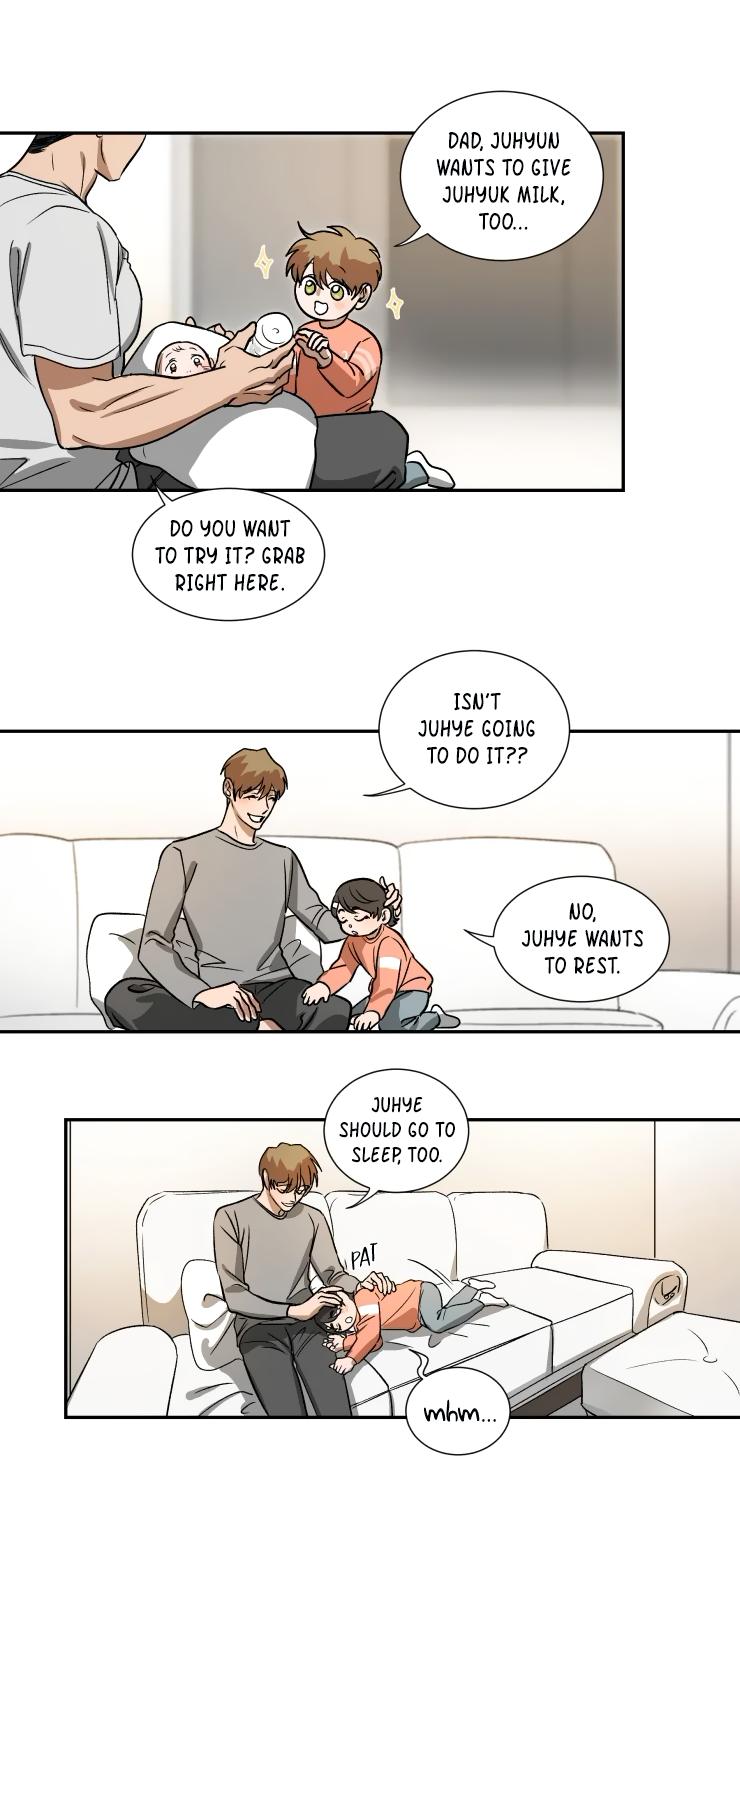 DAD, JUHYUN
WANTS TO GIVE
JUHYUK MILK,
TOO...
DO YOU WANT
TO TRY IT? GRAB
RIGHT HERE.
ISN'T
JUHYE GOING
TO DO IT??
NO,
JUHYE WANTS
TO REST.
JUHYE
SHOULD GO TO
SLEEP, TOO.
PAT
mhm...